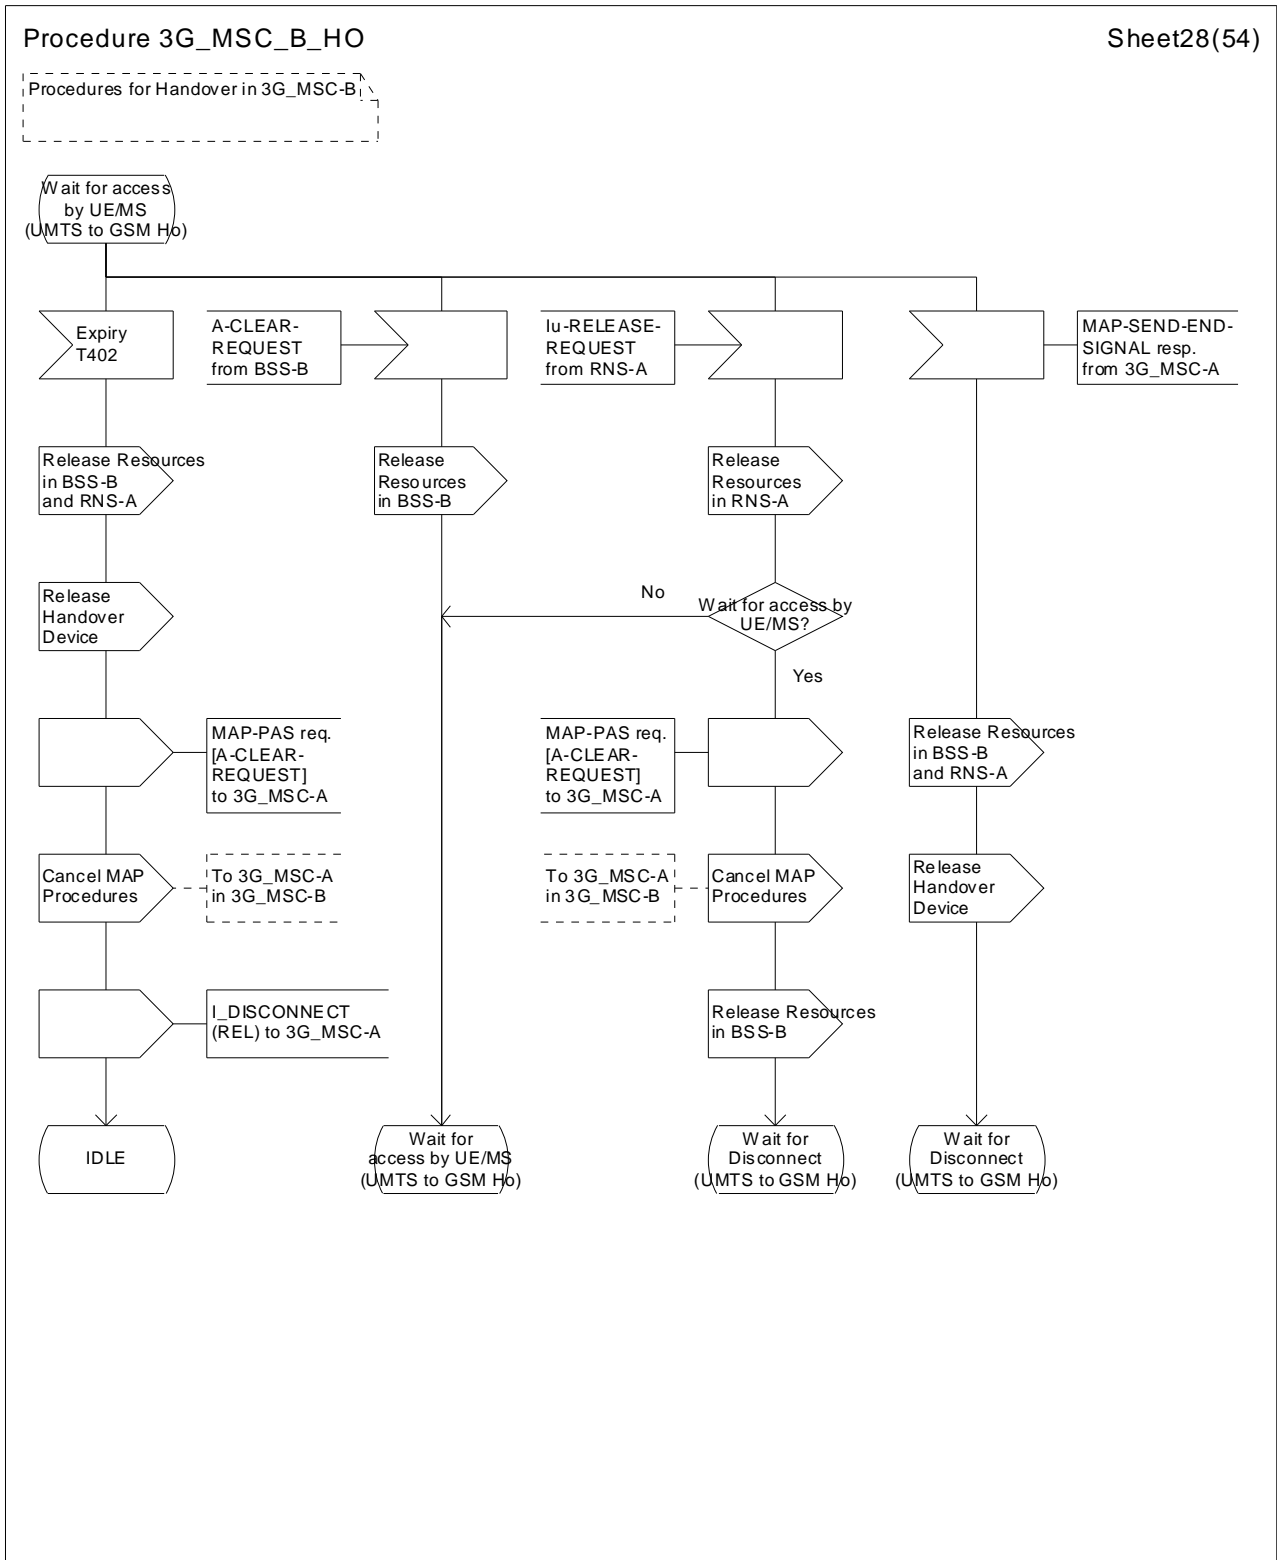 Procedure 3G_MSC_B_HO
Sheet28(54)
Procedures for Handover in 3G_MSC-B
Wait for access
by UE/MS
(UMTS to GSM Ho)
Expiry
T402
A-CLEAR-
REQUEST
from BSS-B
Iu-RELEASE-
REQUEST
from RNS-A
MAP-SEND-END-
SIGNAL resp.
from 3G_MSC-A
Release Resources
in BSS-B
and RNS-A
Release
Resources
in BSS-B
Release
Resources
in RNS-A
Release
Handover
Device
No
Wait for access by
UE/MS?
Yes
MAP-PAS req.
[A-CLEAR-
REQUEST]
to 3G_MSC-A
MAP-PAS req.
[A-CLEAR-
REQUEST]
to 3G_MSC-A
Release Resources
in BSS-B
and RNS-A
Cancel MAP
Procedures
To 3G_MSC-A
in 3G_MSC-B
To 3G_MSC-A
in 3G_MSC-B
Cancel MAP
Procedures
Release
Handover
Device
I_DISCONNECT
(REL) to 3G_MSC-A
Release Resources
in BSS-B
IDLE
Wait for
access by UE/MS
(UMTS to GSM Ho)
Wait for
Disconnect
(UMTS to GSM Ho)
Wait for
Disconnect
(UMTS to GSM Ho)